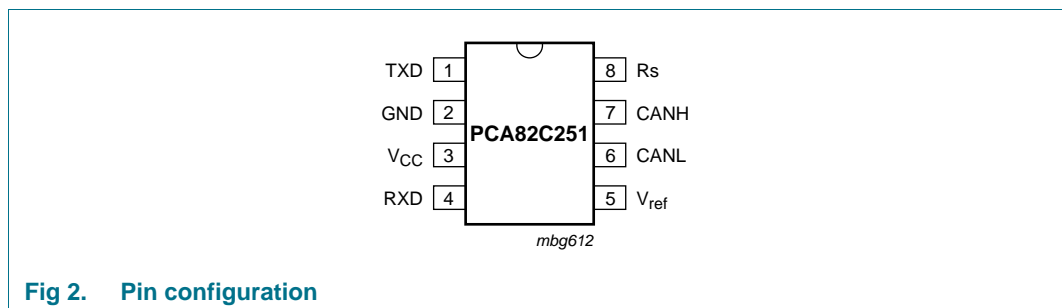 TXD 1
GND 2
VCC 3
RXD 4
PCA82C251
8 Rs
7 CANH
6 CANL
5 Vref
mbg612
Fig 2. Pin configuration